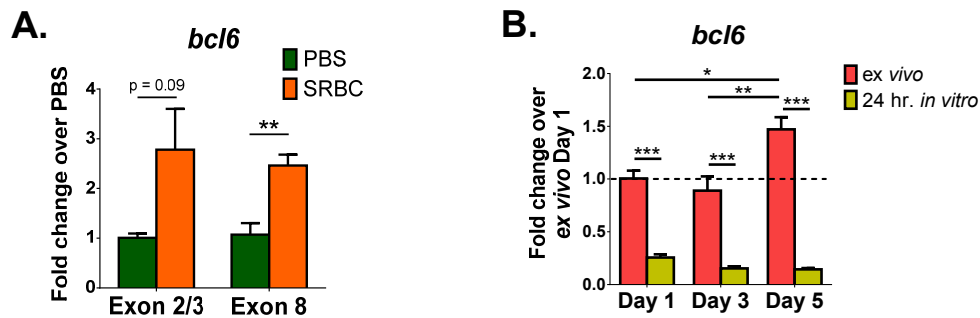 A.
bcl6
PBS
SRBC
Fold change over PBS
4
3
2
1
0
p = 0.09
**
Exon 2/3
Exon 8
B.
bcl6
ex vivo
24 hr. in vitro
Fold change over
ex vivo Day 1
2.0
1.5
1.0
0.5
0.0
*
**
***
***
***
Day 1
Day 3
Day 5